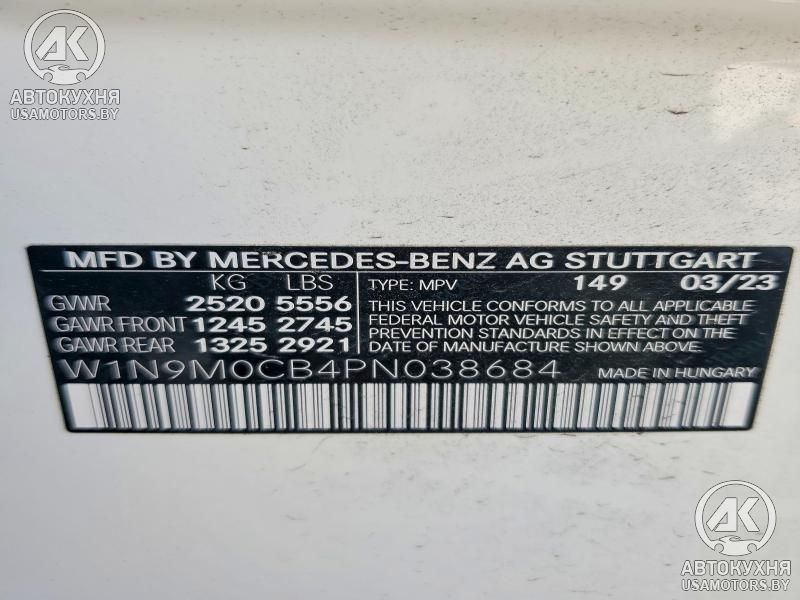 AK
АВТОКУХНЯ
USAMOTORS.BY
MFD BY MERCEDES-BENZ AG STUTTGART
KG LBS TYPE: MPV 149 03/23
GVWR 2520 5556 THIS VEHICLE CONFORMS TO ALL APPLICABLE
GAWR FRONT 1245 2745 FEDERAL MOTOR VEHICLE SAFETY AND THEFT
GAWR REAR 1325 2921 PREVENTION STANDARDS IN EFFECT ON THE
DATE OF MANUFACTURE SHOWN ABOVE.
W1N9M0CB4PN038684 MADE IN HUNGARY
AK
АВТОКУХНЯ
USAMOTORS.BY